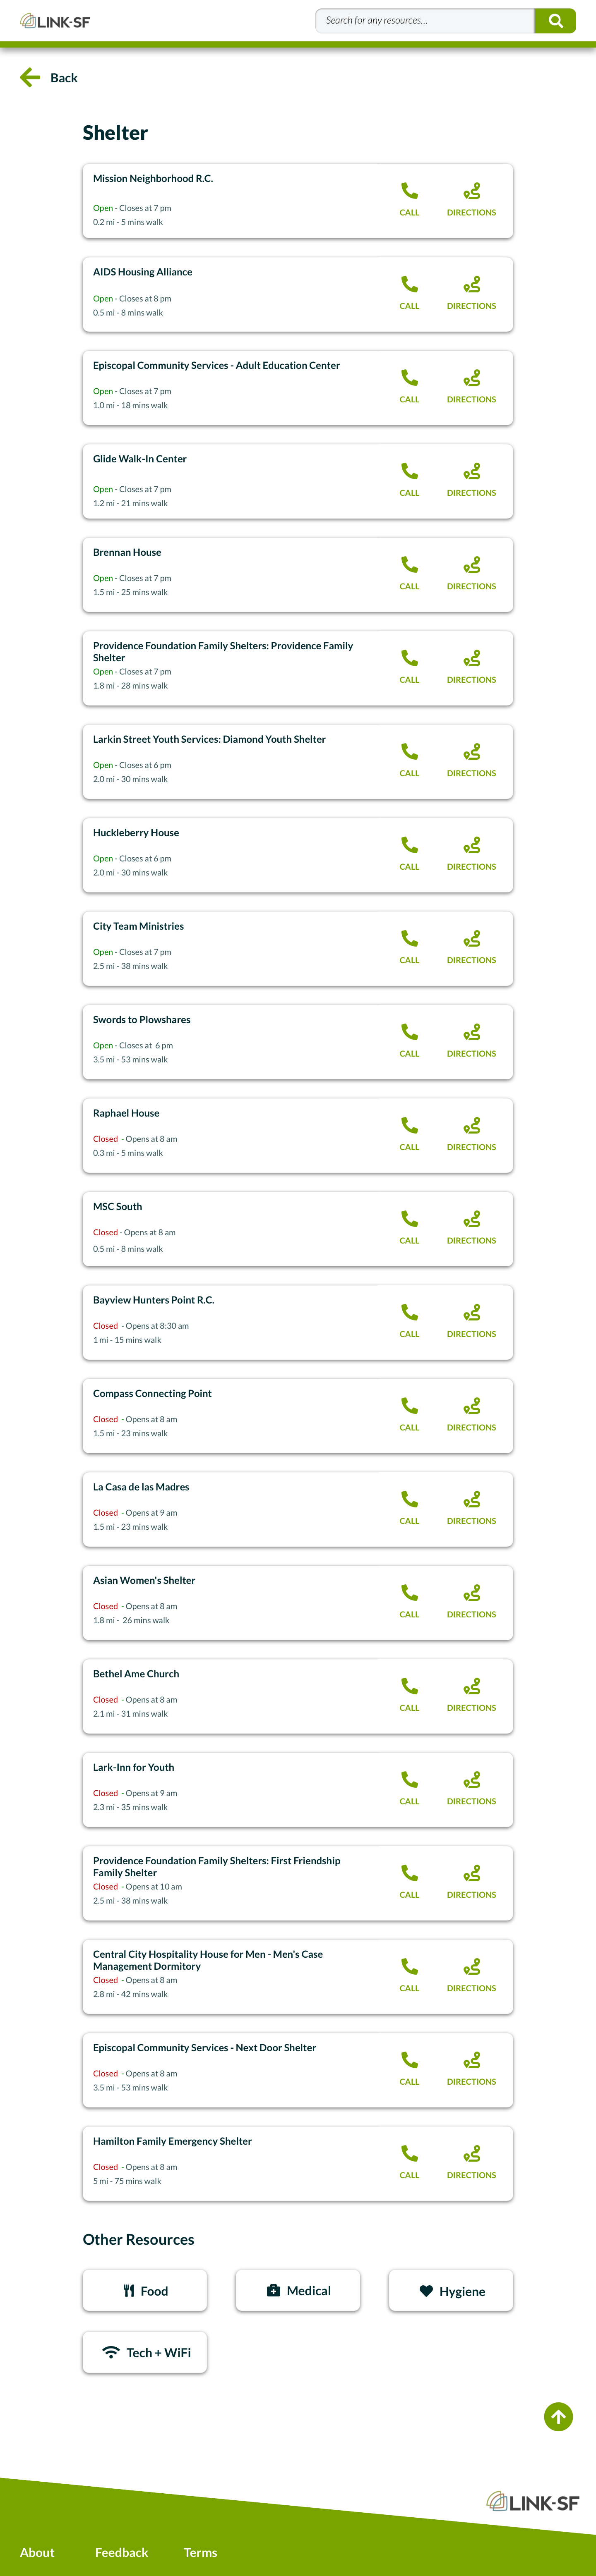 LINK-SF
Search for any resources...
Back
Shelter
Mission Neighborhood R.C.
Open - Closes at 7 pm
0.2 mi - 5 mins walk
CALL
DIRECTIONS
AIDS Housing Alliance
Open - Closes at 8 pm
0.5 mi - 8 mins walk
CALL
DIRECTIONS
Episcopal Community Services - Adult Education Center
Open - Closes at 7 pm
1.0 mi - 18 mins walk
CALL
DIRECTIONS
Glide Walk-In Center
Open - Closes at 7 pm
1.2 mi - 21 mins walk
CALL
DIRECTIONS
Brennan House
Open - Closes at 7 pm
1.5 mi - 25 mins walk
CALL
DIRECTIONS
Providence Foundation Family Shelters: Providence Family
Shelter
Open - Closes at 7 pm
1.8 mi - 28 mins walk
CALL
DIRECTIONS
Larkin Street Youth Services: Diamond Youth Shelter
Open - Closes at 6 pm
2.0 mi - 30 mins walk
CALL
DIRECTIONS
Huckleberry House
Open - Closes at 6 pm
2.0 mi - 30 mins walk
CALL
DIRECTIONS
City Team Ministries
Open - Closes at 7 pm
2.5 mi - 38 mins walk
CALL
DIRECTIONS
Swords to Plowshares
Open - Closes at 6 pm
3.5 mi - 53 mins walk
CALL
DIRECTIONS
Raphael House
Closed - Opens at 8 am
0.3 mi - 5 mins walk
CALL
DIRECTIONS
MSC South
Closed - Opens at 8 am
0.5 mi - 8 mins walk
CALL
DIRECTIONS
Bayview Hunters Point R.C.
Closed - Opens at 8:30 am
1 mi - 15 mins walk
CALL
DIRECTIONS
Compass Connecting Point
Closed - Opens at 8 am
1.5 mi - 23 mins walk
CALL
DIRECTIONS
La Casa de las Madres
Closed - Opens at 9 am
1.5 mi - 23 mins walk
CALL
DIRECTIONS
Asian Women's Shelter
Closed - Opens at 8 am
1.8 mi - 26 mins walk
CALL
DIRECTIONS
Bethel Ame Church
Closed - Opens at 8 am
2.1 mi - 31 mins walk
CALL
DIRECTIONS
Lark-Inn for Youth
Closed - Opens at 9 am
2.3 mi - 35 mins walk
CALL
DIRECTIONS
Providence Foundation Family Shelters: First Friendship
Family Shelter
Closed - Opens at 10 am
2.5 mi - 38 mins walk
CALL
DIRECTIONS
Central City Hospitality House for Men - Men's Case
Management Dormitory
Closed - Opens at 8 am
2.8 mi - 42 mins walk
CALL
DIRECTIONS
Episcopal Community Services - Next Door Shelter
Closed - Opens at 8 am
3.5 mi - 53 mins walk
CALL
DIRECTIONS
Hamilton Family Emergency Shelter
Closed - Opens at 8 am
5 mi - 75 mins walk
CALL
DIRECTIONS
Other Resources
Food
Medical
Hygiene
Tech + WiFi
LINK-SF
About
Feedback
Terms